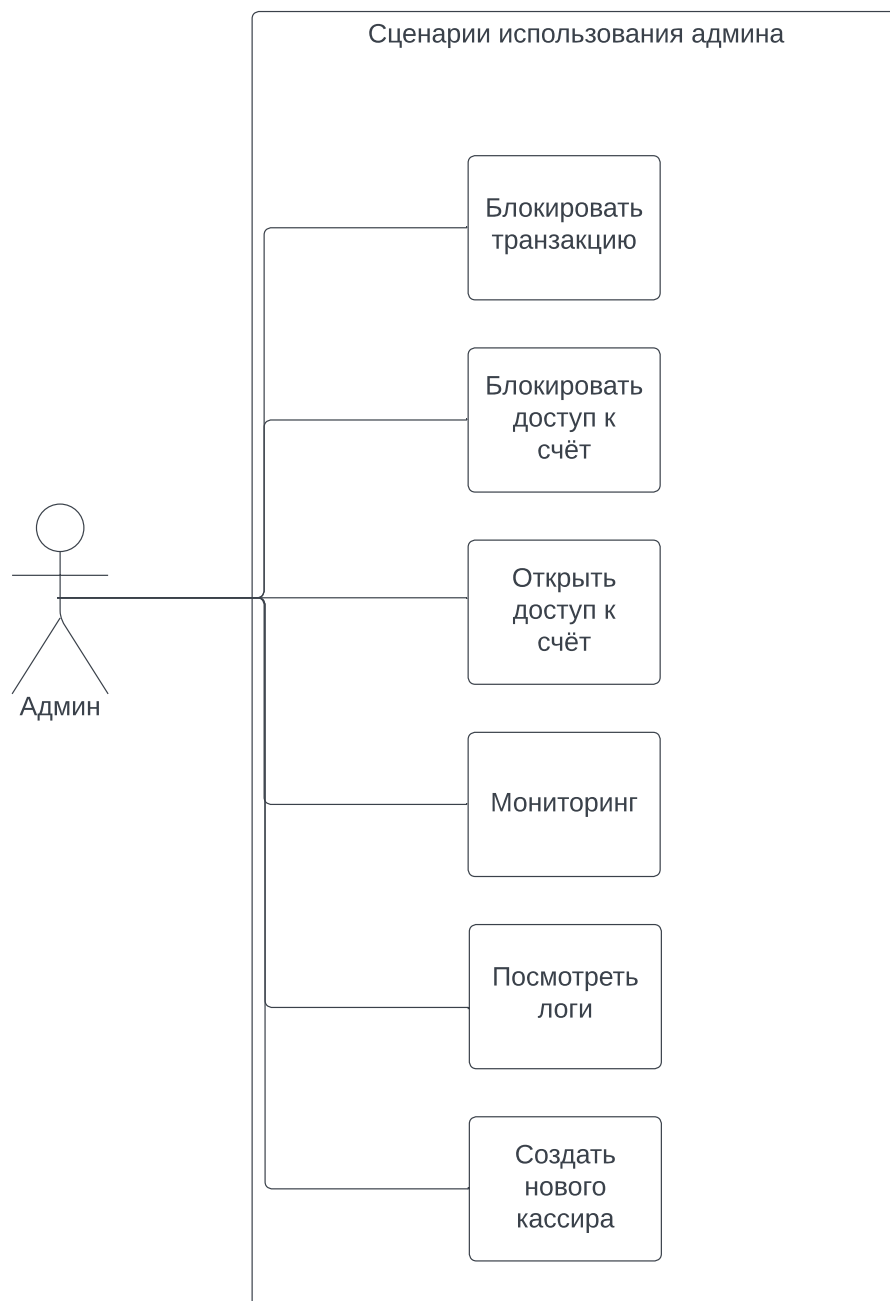 Сценарии использования админа
Блокировать
транзакцию
Блокировать
доступ к
счёт
Открыть
доступ к
счёт
Админ
Мониторинг
Посмотреть
логи
Создать
нового
кассира